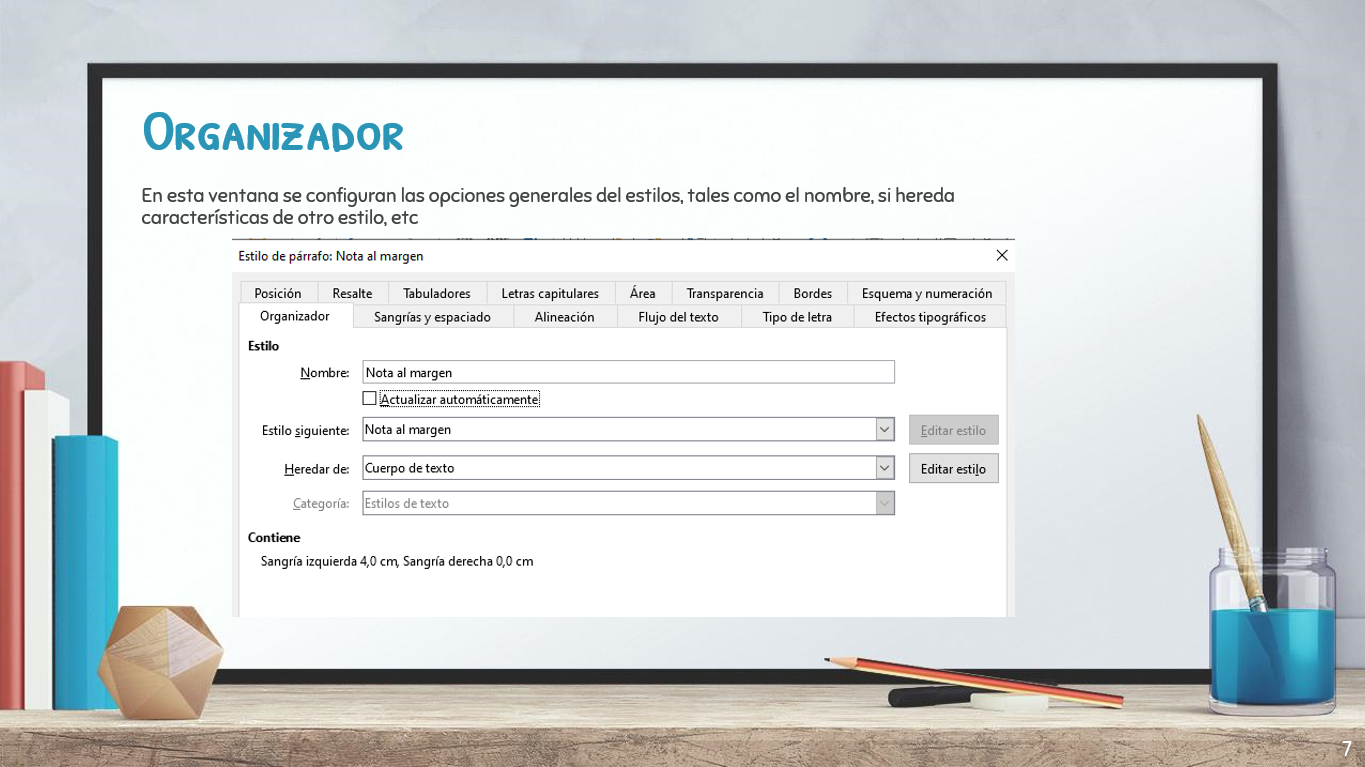 ORGANIZADOR
En esta ventana se configuran las opciones generales del estilos, tales como el nombre, si hereda
características de otro estilo, etc
Estilo de párrafo: Nota al margen
Posición Resalte Tabuladores Letras capitulares Área Transparencia Bordes Esquema y numeración
Organizador Sangrías y espaciado Alineación Flujo del texto Tipo de letra Efectos tipográficos
Estilo
Nombre: Nota al margen
Actualizar automáticamente
Estilo siguiente: Nota al margen Editar estilo
Heredar de: Cuerpo de texto Editar estilo
Categoría: Estilos de texto
Contiene
Sangría izquierda 4,0 cm, Sangría derecha 0,0 cm
7